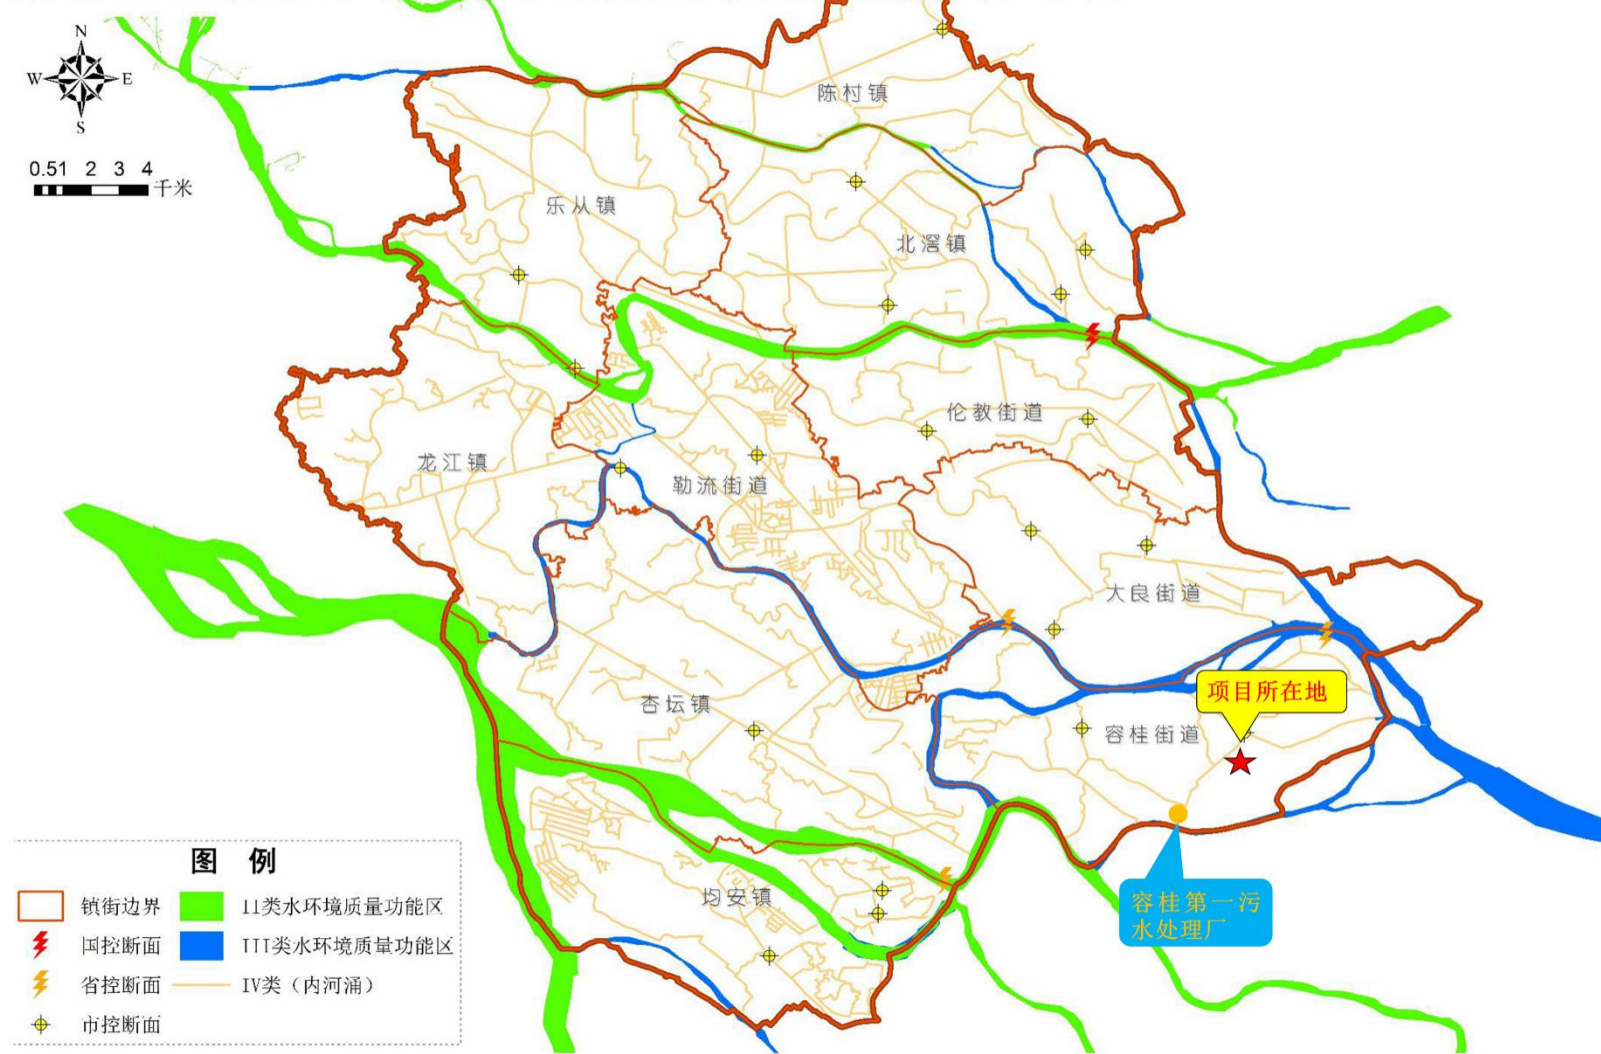 N
W E
S
0.51 2 3 4
千米
陈村镇
乐从镇
北滘镇
伦教街道
龙江镇
勒流街道
大良街道
项目所在地
杏坛镇
容桂街道
均安镇
容桂第一污
水处理厂
图 例
镇街边界 II类水环境质量功能区
国控断面 III类水环境质量功能区
省控断面 IV类（内河涌）
市控断面